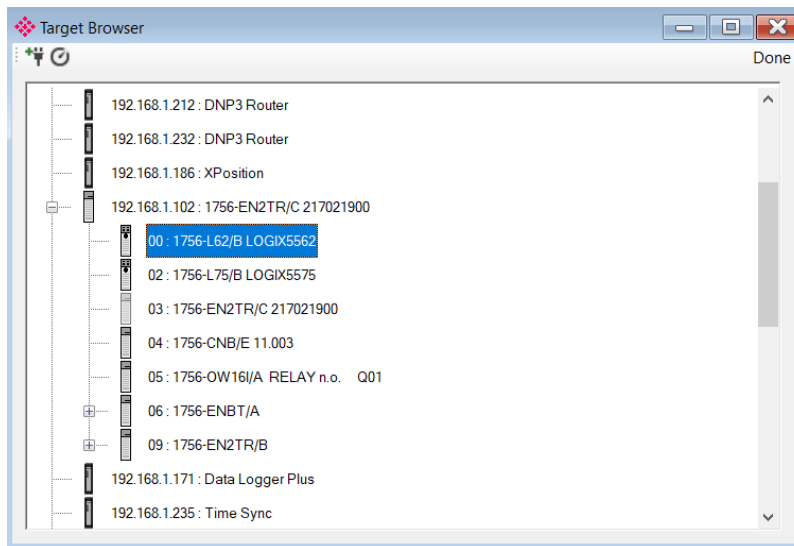 Target Browser
Done
192.168.1.212 : DNP3 Router
192.168.1.232 : DNP3 Router
192.168.1.186 : XPosition
192.168.1.102 : 1756-EN2TR/C 217021900
00 : 1756-L62/B LOGIX5562
02 : 1756-L75/B LOGIX5575
03 : 1756-EN2TR/C 217021900
04 : 1756-CNB/E 11.003
05 : 1756-OW16I/A RELAY n.o. Q01
06 : 1756-ENBT/A
09 : 1756-EN2TR/B
192.168.1.171 : Data Logger Plus
192.168.1.235 : Time Sync